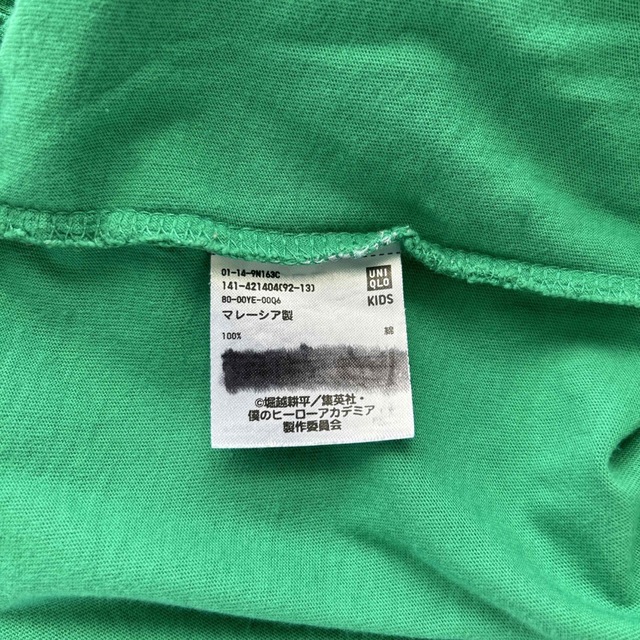 01-14-9N163C
141-421404(92-13)
80-00YE-00Q6
UNI
QLO
KIDS
マレーシア製
100% 綿
©堀越耕平/集英社・
僕のヒーローアカデミア
製作委員会